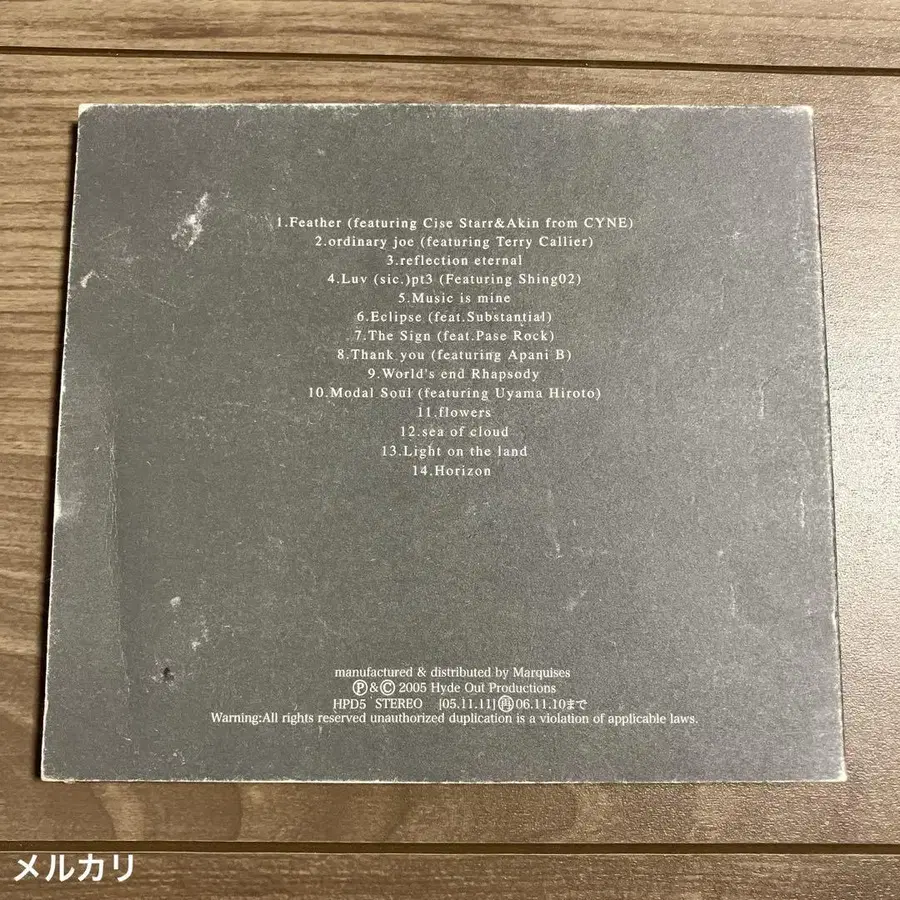 1.Feather (featuring Cise Starr&Akin from CYNE)
2.ordinary joe (featuring Terry Callier)
3.reflection eternal
4.Luv (sic.)pt3 (Featuring Shing02)
5.Music is mine
6.Eclipse (feat.Substantial)
7.The Sign (feat.Pase Rock)
8.Thank you (featuring Apani B)
9.World's end Rhapsody
10.Modal Soul (featuring Uyama Hiroto)
11.flowers
12.sea of cloud
13.Light on the land
14.Horizon
manufactured & distributed by Marquises
Ⓟ&Ⓒ 2005 Hyde Out Productions
HPD5 STEREO [05.11.11]㊞06.11.10まで
Warning:All rights reserved unauthorized duplication is a violation of applicable laws.
メルカリ